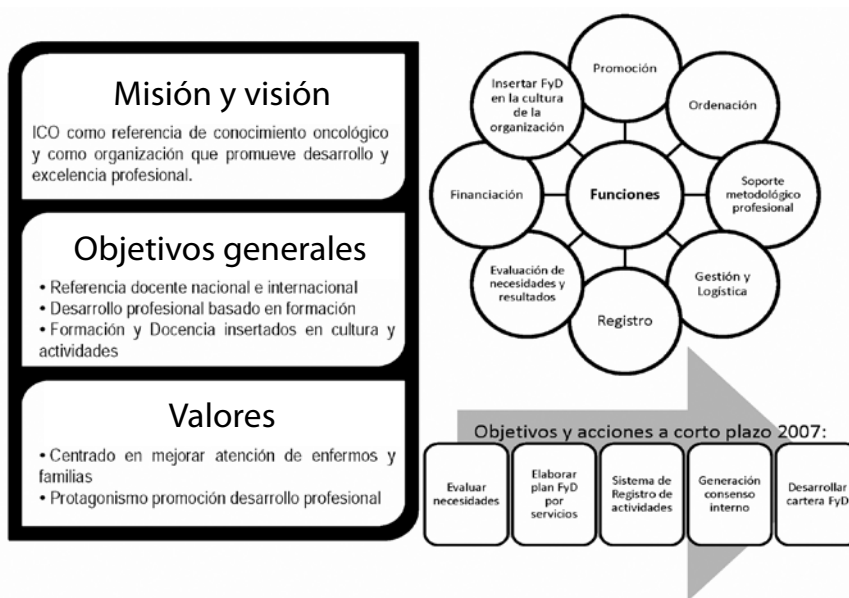 Misión y visión
ICO como referencia de conocimiento oncológico
y como organización que promueve desarrollo y
excelencia profesional.
Objetivos generales
• Referencia docente nacional e internacional
• Desarrollo profesional basado en formación
• Formación y Docencia insertados en cultura y
actividades
Valores
• Centrado en mejorar atención de enfermos y
familias
• Protagonismo promoción desarrollo profesional
Promoción
Ordenación
Soporte
metodológico
profesional
Gestión y
Logística
Registro
Evaluación de
necesidades y
resultados
Financiación
Insertar FyD
en la cultura
de la
organización
Funciones
Objetivos y acciones a corto plazo 2007:
Evaluar
necesidades
Elaborar
plan FyD
por
servicios
Sistema de
Registro de
actividades
Generación
consenso
interno
Desarrollar
cartera FyD